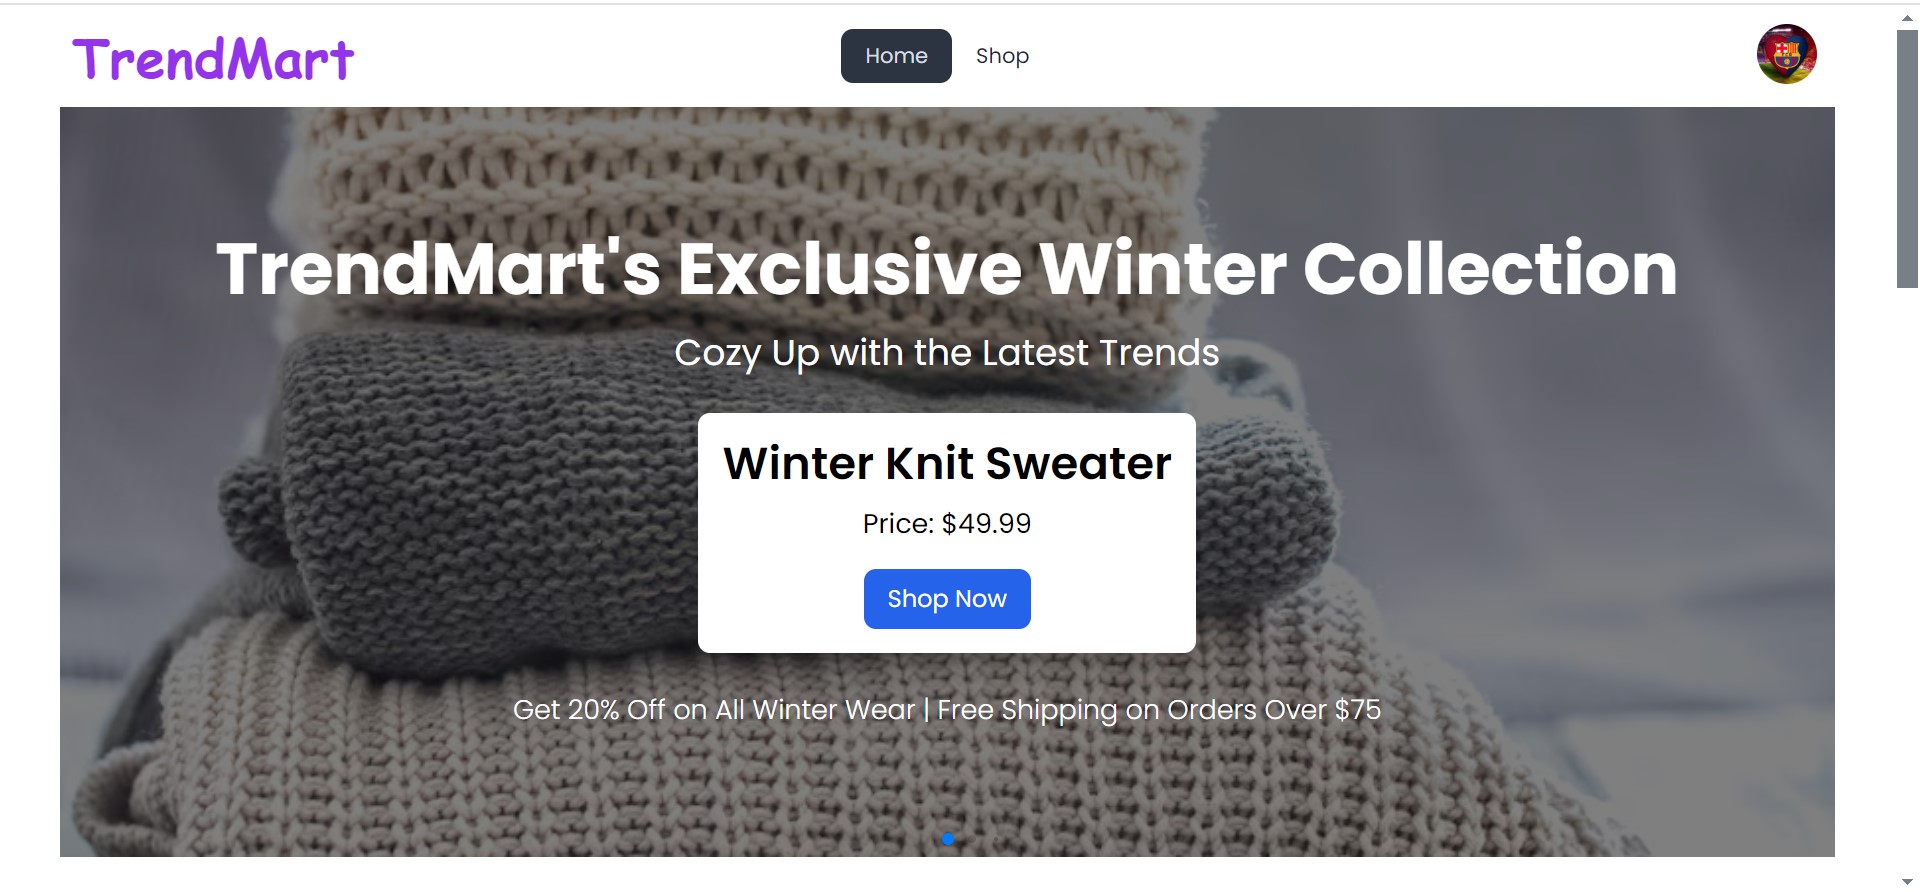 TrendMart
Home Shop
TrendMart's Exclusive Winter Collection
Cozy Up with the Latest Trends
Winter Knit Sweater
Price: $49.99
Shop Now
Get 20% Off on All Winter Wear | Free Shipping on Orders Over $75